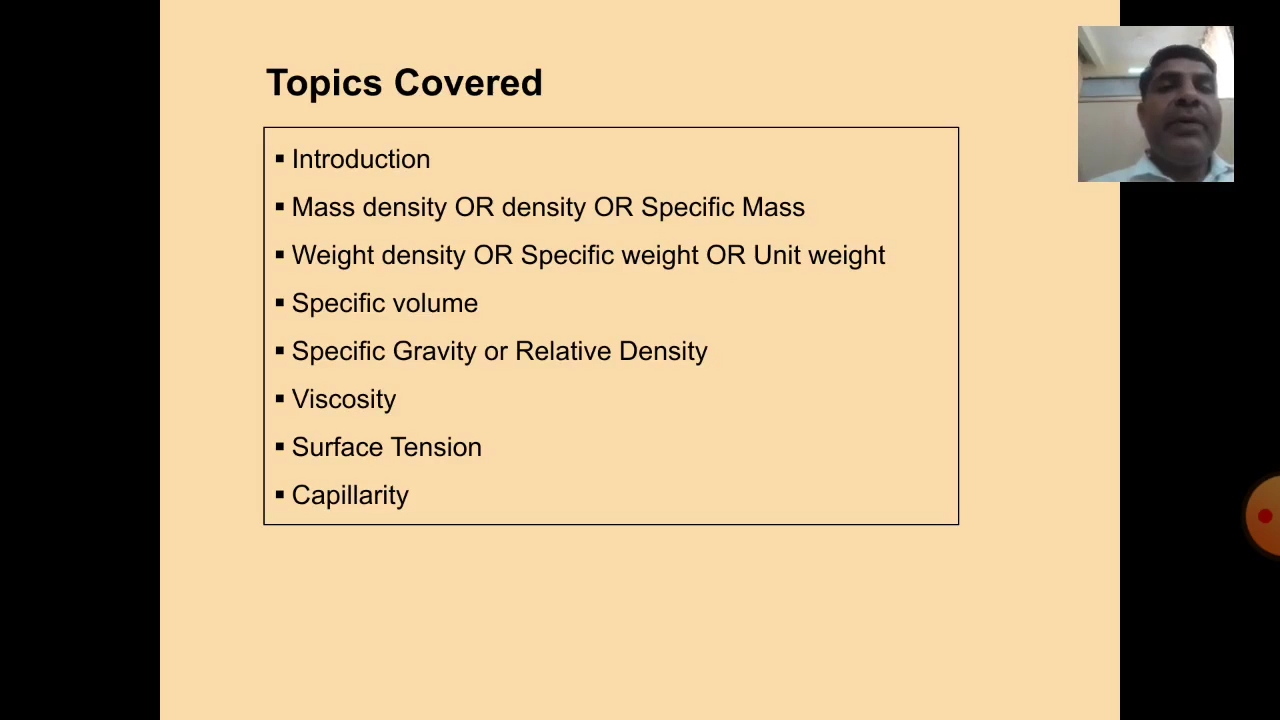 Topics Covered
▪ Introduction
▪ Mass density OR density OR Specific Mass
▪ Weight density OR Specific weight OR Unit weight
▪ Specific volume
▪ Specific Gravity or Relative Density
▪ Viscosity
▪ Surface Tension
▪ Capillarity